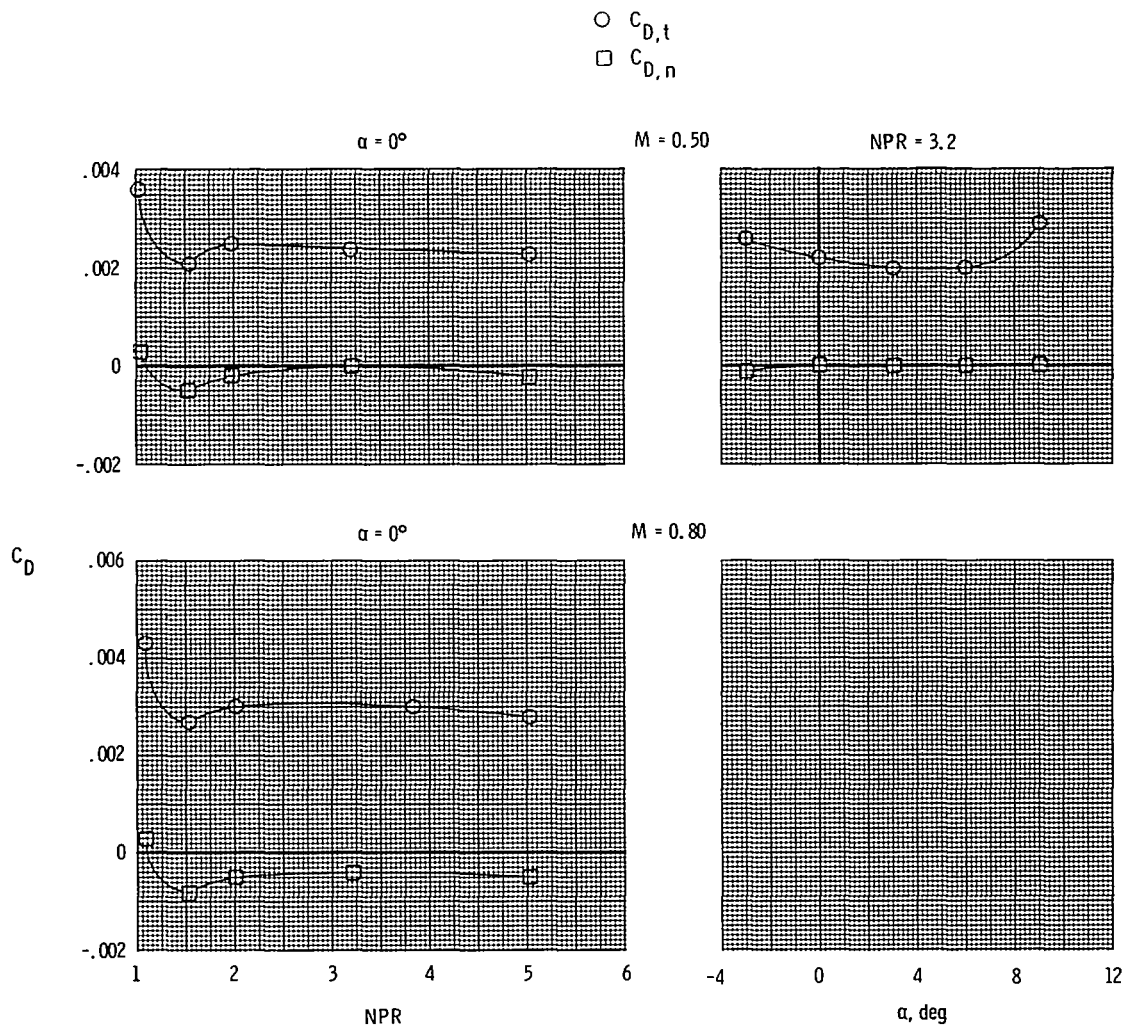 C_D,t
C_D,n
α = 0° M = 0.50 NPR = 3.2
.004
.002
0
-.002
α = 0° M = 0.80
C_D
.006
.004
.002
0
-.002
1 2 3 4 5 6
-4 0 4 8 12
NPR
α, deg